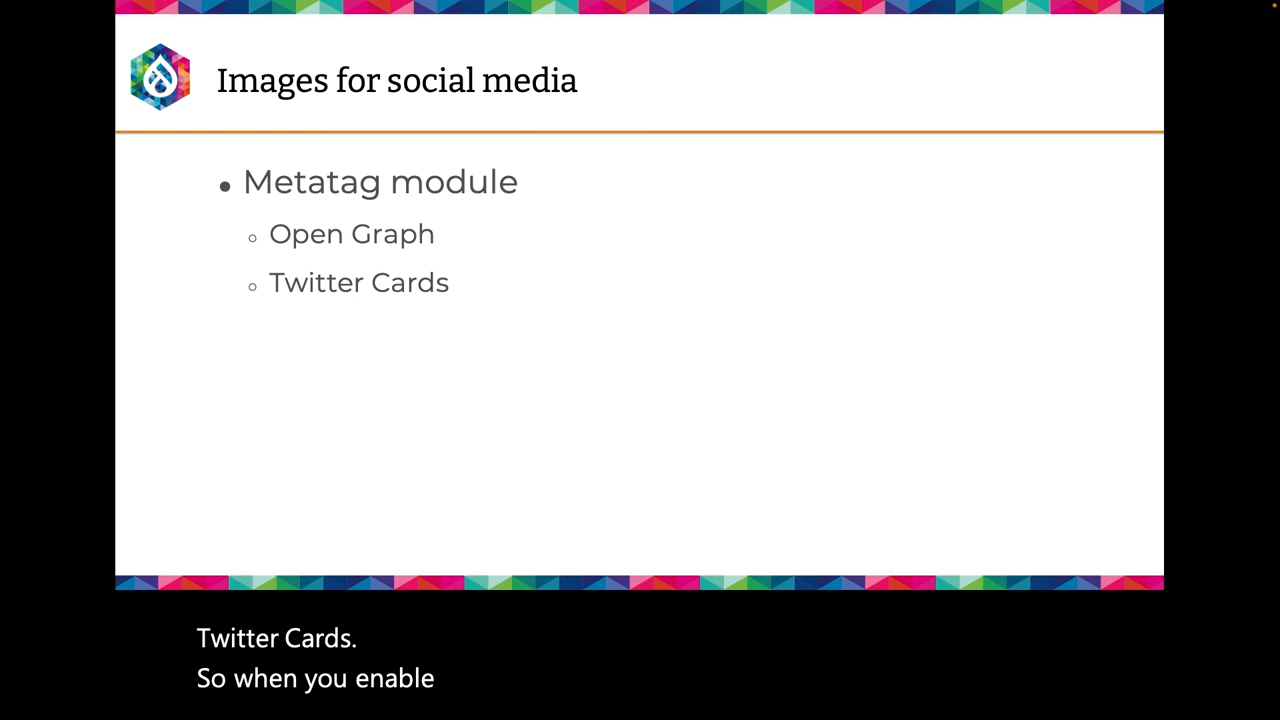 Images for social media
● Metatag module
○ Open Graph
○ Twitter Cards
Twitter Cards.
So when you enable